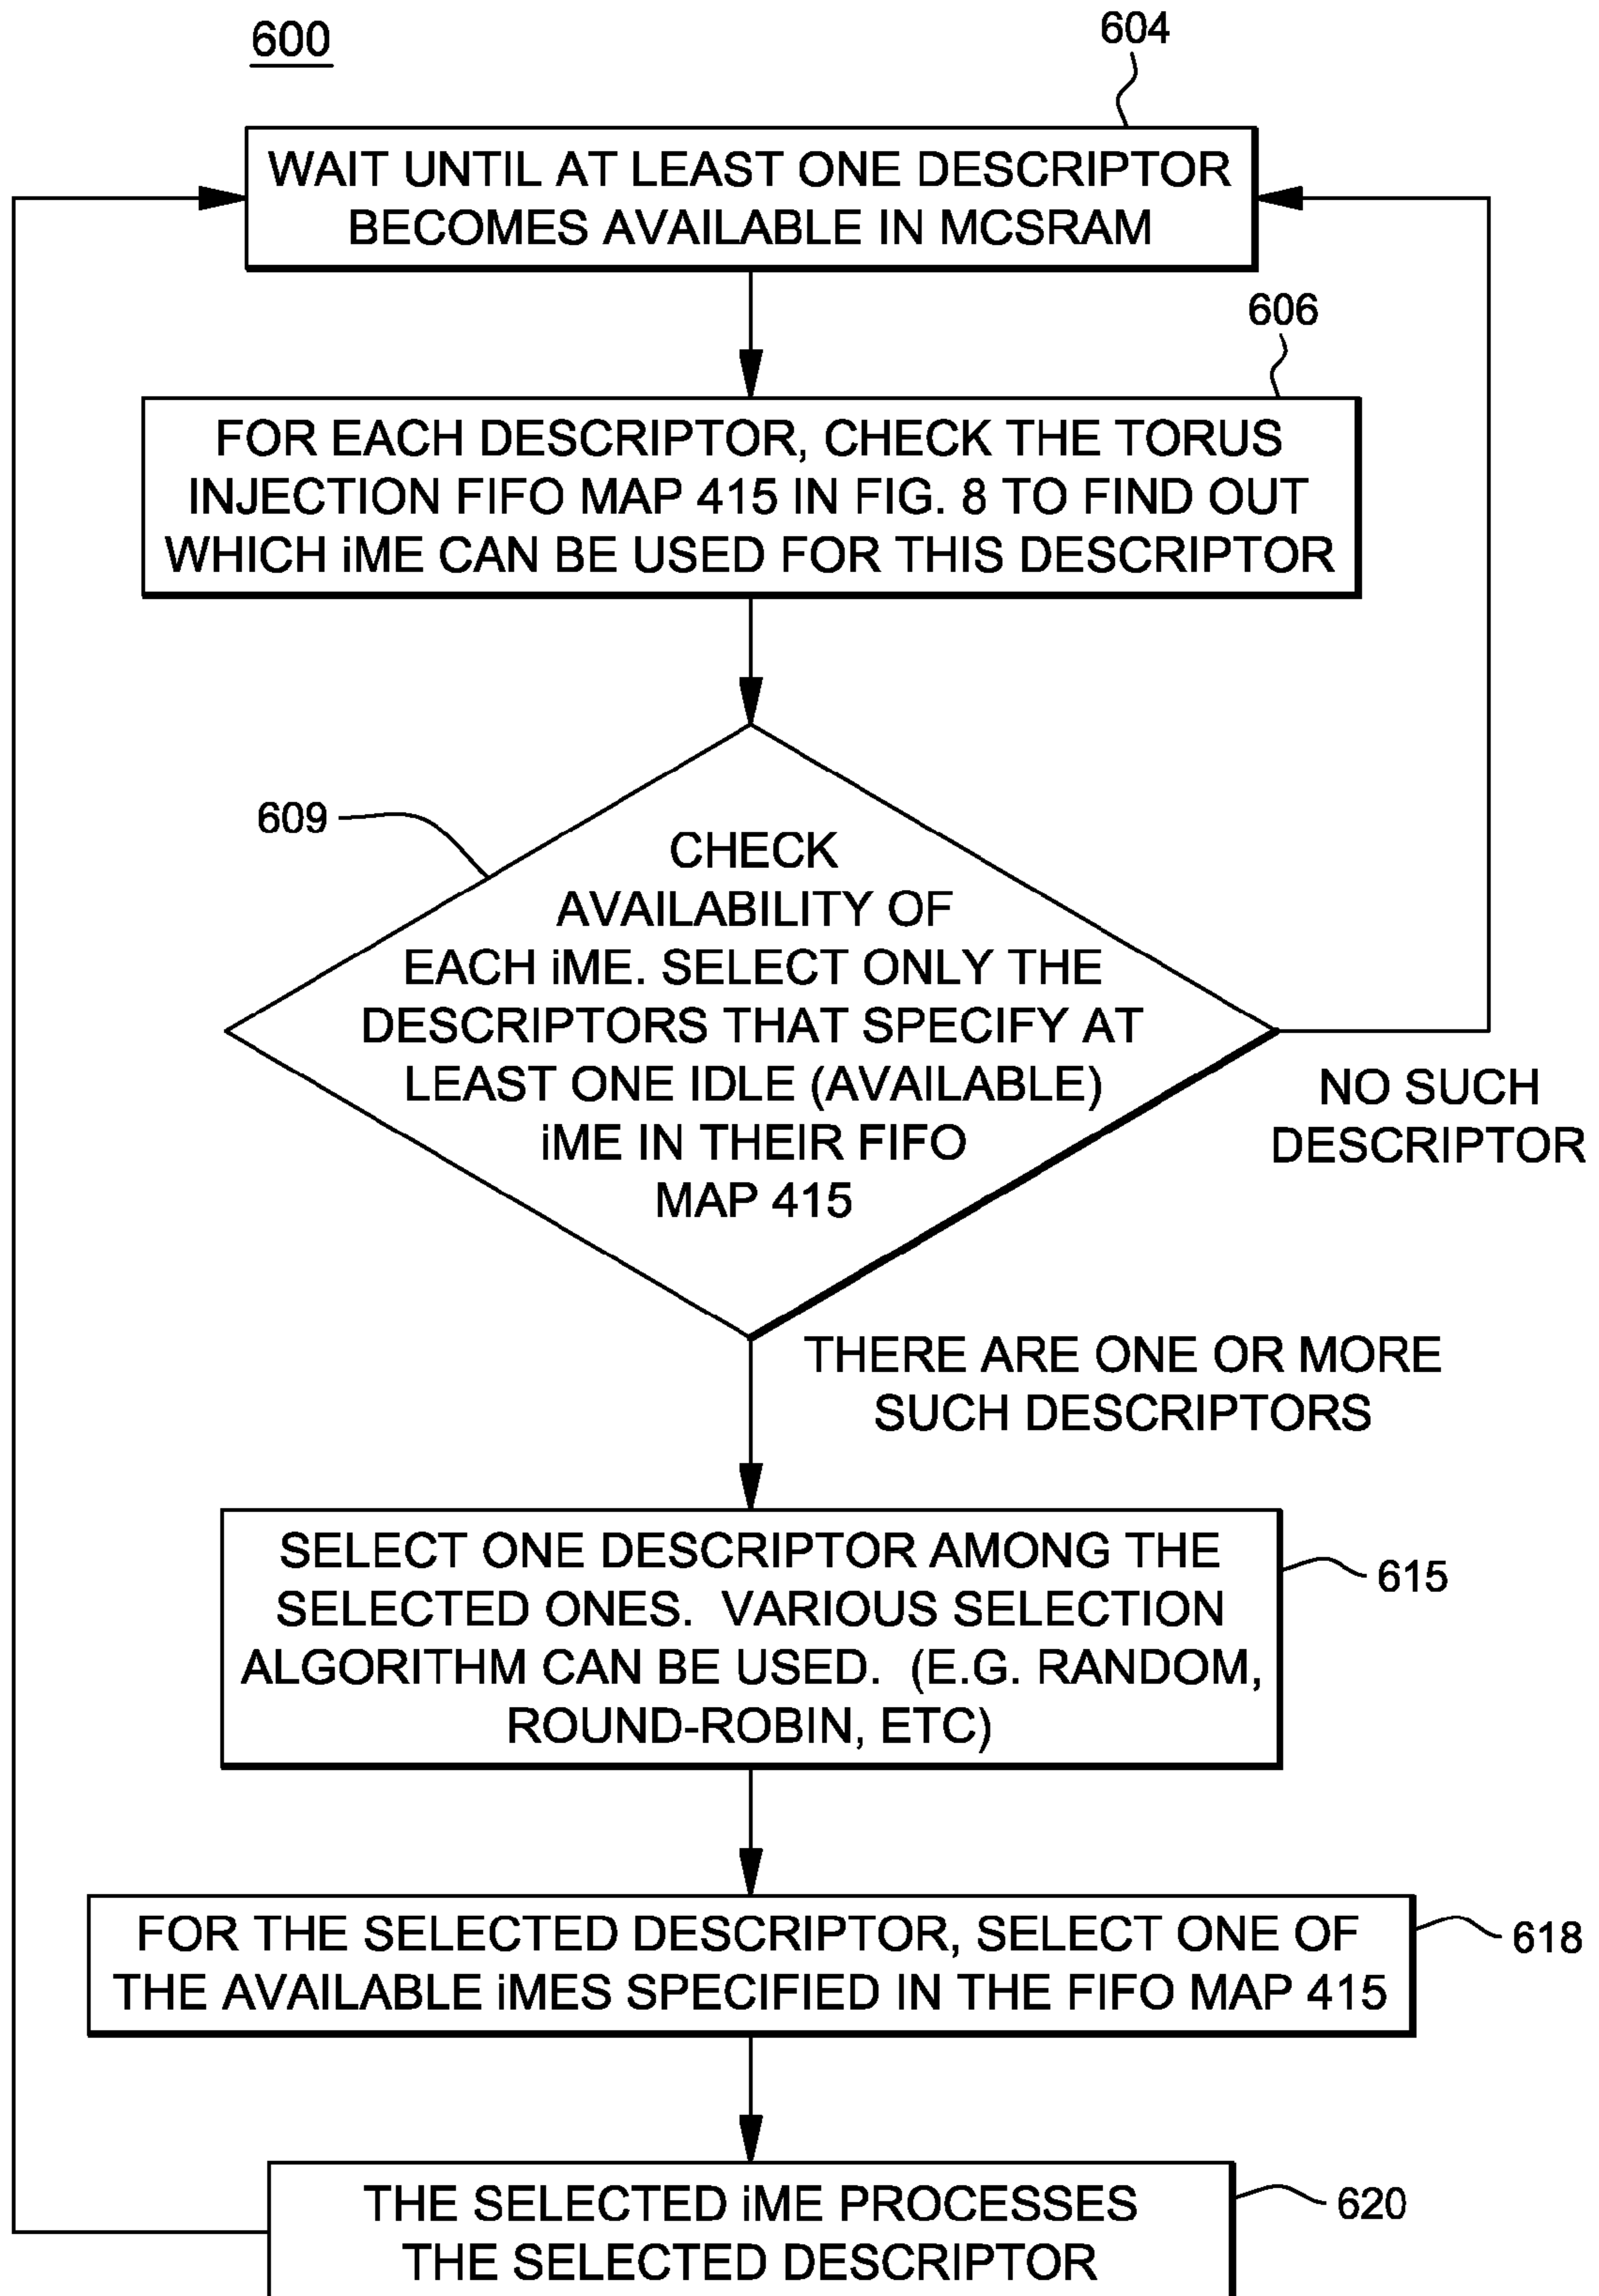 600
604
WAIT UNTIL AT LEAST ONE DESCRIPTOR
BECOMES AVAILABLE IN MCSRAM
606
FOR EACH DESCRIPTOR, CHECK THE TORUS
INJECTION FIFO MAP 415 IN FIG. 8 TO FIND OUT
WHICH iME CAN BE USED FOR THIS DESCRIPTOR
609
CHECK
AVAILABILITY OF
EACH iME. SELECT ONLY THE
DESCRIPTORS THAT SPECIFY AT
LEAST ONE IDLE (AVAILABLE)
iME IN THEIR FIFO
MAP 415
NO SUCH
DESCRIPTOR
THERE ARE ONE OR MORE
SUCH DESCRIPTORS
SELECT ONE DESCRIPTOR AMONG THE
SELECTED ONES. VARIOUS SELECTION
ALGORITHM CAN BE USED. (E.G. RANDOM,
ROUND-ROBIN, ETC)
615
FOR THE SELECTED DESCRIPTOR, SELECT ONE OF
THE AVAILABLE iMES SPECIFIED IN THE FIFO MAP 415
618
THE SELECTED iME PROCESSES
THE SELECTED DESCRIPTOR
620